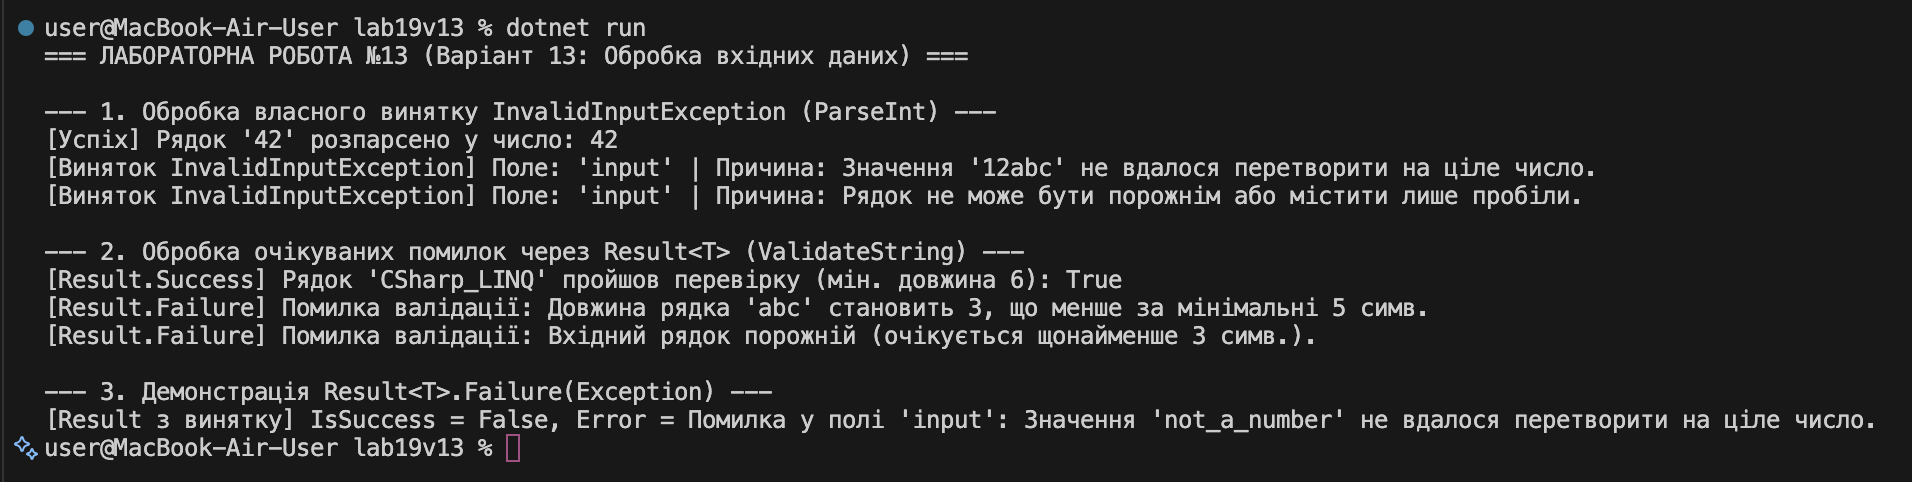 user@MacBook-Air-User lab19v13 % dotnet run
=== ЛАБОРАТОРНА РОБОТА №13 (Варіант 13: Обробка вхідних даних) ===
--- 1. Обробка власного винятку InvalidInputException (ParseInt) ---
[Успіх] Рядок '42' розпарсено у число: 42
[Виняток InvalidInputException] Поле: 'input' | Причина: Значення '12abc' не вдалося перетворити на ціле число.
[Виняток InvalidInputException] Поле: 'input' | Причина: Рядок не може бути порожнім або містити лише пробіли.
--- 2. Обробка очікуваних помилок через Result<T> (ValidateString) ---
[Result.Success] Рядок 'CSharp_LINQ' пройшов перевірку (мін. довжина 6): True
[Result.Failure] Помилка валідації: Довжина рядка 'abc' становить 3, що менше за мінімальні 5 симв.
[Result.Failure] Помилка валідації: Вхідний рядок порожній (очікується щонайменше 3 симв.).
--- 3. Демонстрація Result<T>.Failure(Exception) ---
[Result з винятку] IsSuccess = False, Error = Помилка у полі 'input': Значення 'not_a_number' не вдалося перетворити на ціле число.
user@MacBook-Air-User lab19v13 %